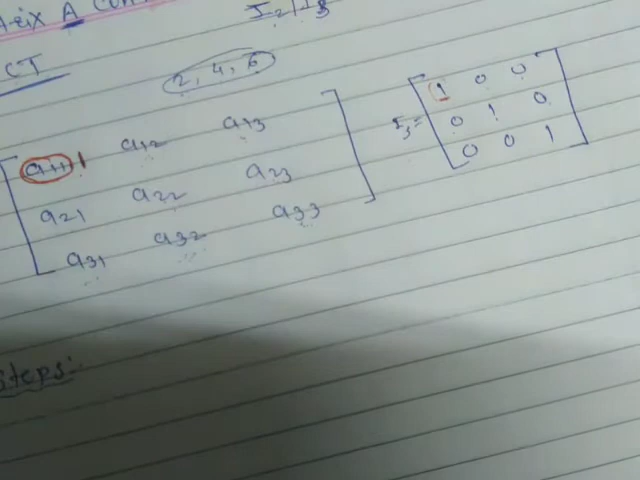 A
I2 I3
CT
2, 4, 6
a11 1 a12 a13
a21 a22 a23
a31 a32 a33
I3 =
1 0 0
0 1 0
0 0 1
Steps: